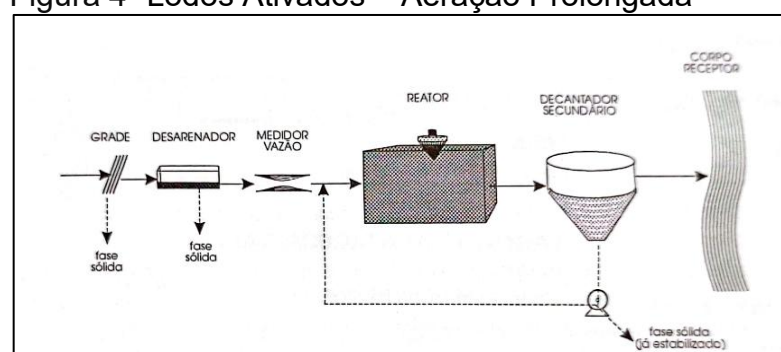 Figura 4- Lodos Ativados – Aeração Prolongada
CORPO
RECEPTOR
REATOR
DECANTADOR
SECUNDÁRIO
GRADE
DESARENADOR
MEDIDOR
VAZÃO
fase
sólida
fase
sólida
fase sólida
(já estabilizado)